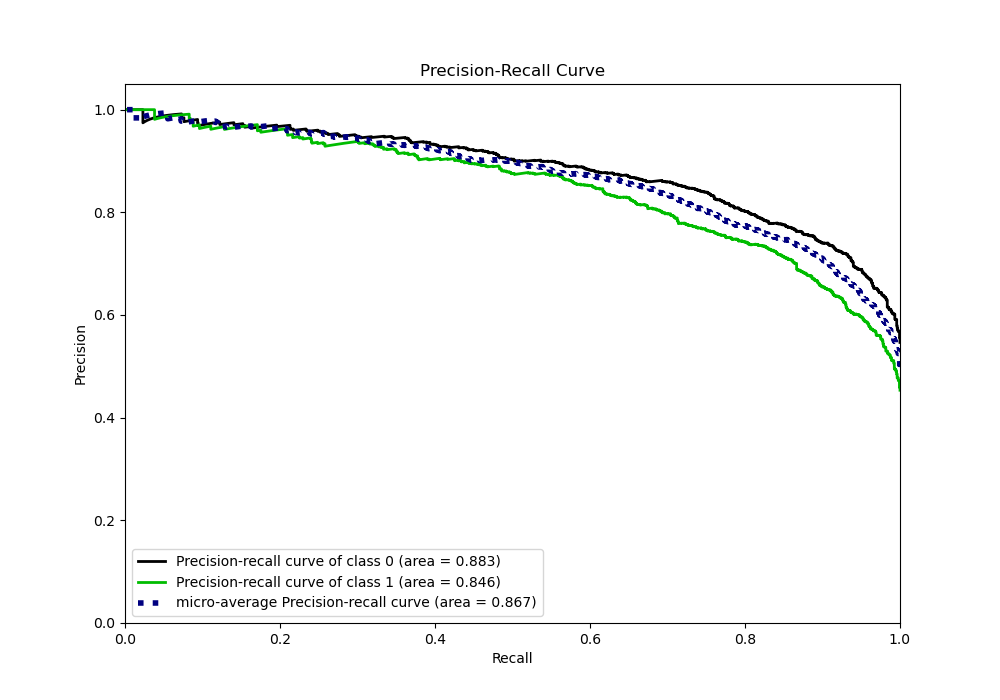 Precision-Recall Curve
1.0
0.8
0.6
0.4
0.2
0.0
Precision
Precision-recall curve of class 0 (area = 0.883)
Precision-recall curve of class 1 (area = 0.846)
micro-average Precision-recall curve (area = 0.867)
0.0 0.2 0.4 0.6 0.8 1.0
Recall